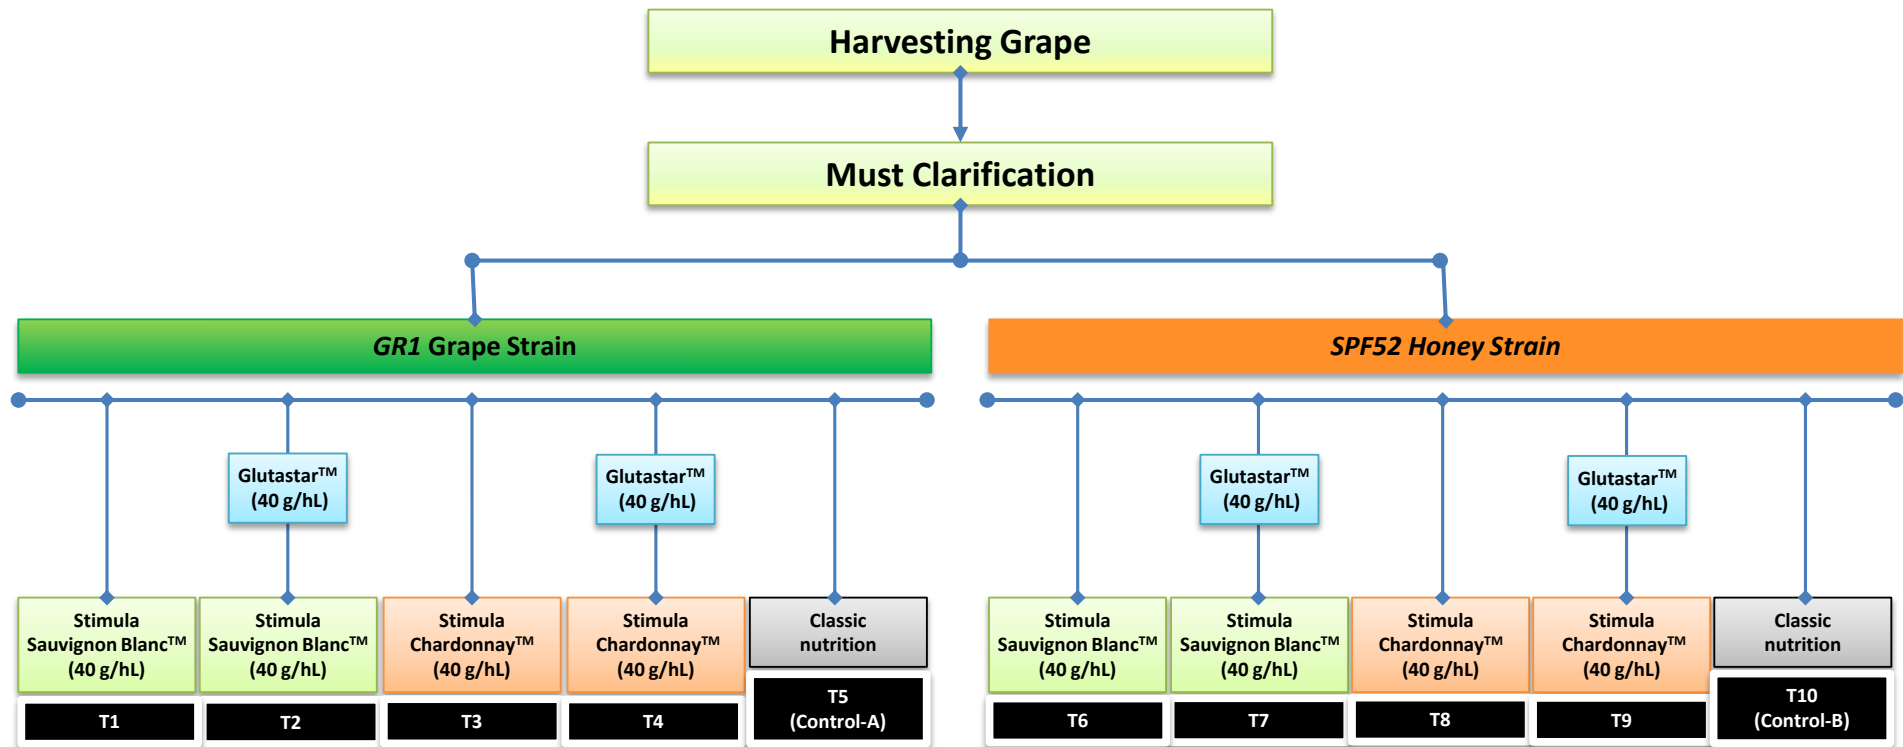 Harvesting Grape
Must Clarification
GR1 Grape Strain
SPF52 Honey Strain
Glutastar™
(40 g/hL)
Glutastar™
(40 g/hL)
Glutastar™
(40 g/hL)
Glutastar™
(40 g/hL)
Stimula
Sauvignon Blanc™
(40 g/hL)
Stimula
Sauvignon Blanc™
(40 g/hL)
Stimula
Chardonnay™
(40 g/hL)
Stimula
Chardonnay™
(40 g/hL)
Classic
nutrition
Stimula
Sauvignon Blanc™
(40 g/hL)
Stimula
Sauvignon Blanc™
(40 g/hL)
Stimula
Chardonnay™
(40 g/hL)
Stimula
Chardonnay™
(40 g/hL)
Classic
nutrition
T1
T2
T3
T4
T5
(Control-A)
T6
T7
T8
T9
T10
(Control-B)